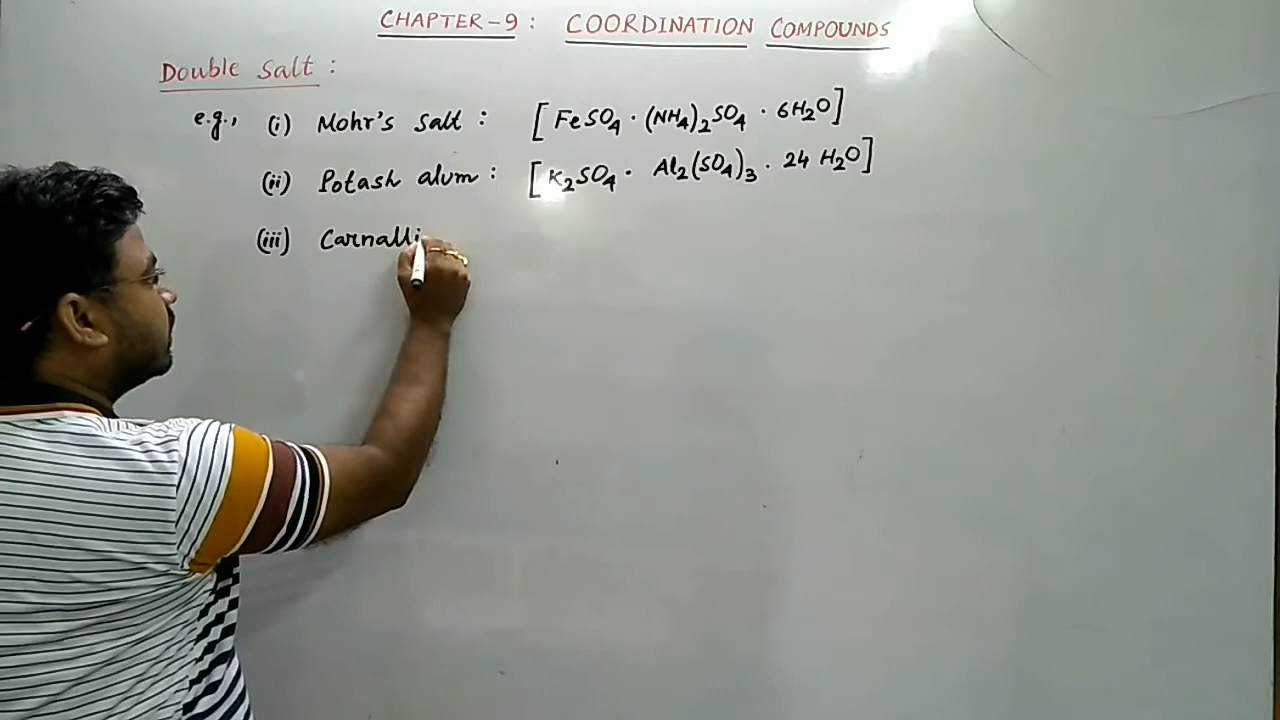 CHAPTER-9 : COORDINATION COMPOUNDS
Double Salt :
e.g., (i) Mohr's Salt : [FeSO₄ · (NH₄)₂SO₄ · 6H₂O]
(ii) Potash alum : [K₂SO₄ · Al₂(SO₄)₃ · 24 H₂O]
(iii) Carnalli